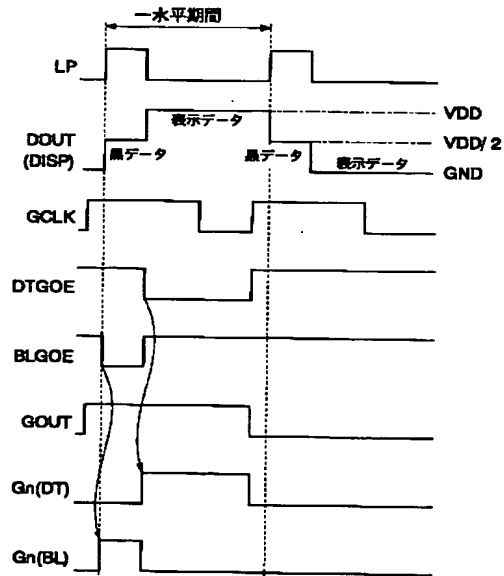 一水平期間
LP
表示データ
VDD
DOUT
(DISP)
黒データ
黒データ
VDD/2
表示データ
GND
GCLK
DTGOE
BLGOE
GOUT
Gn(DT)
Gn(BL)